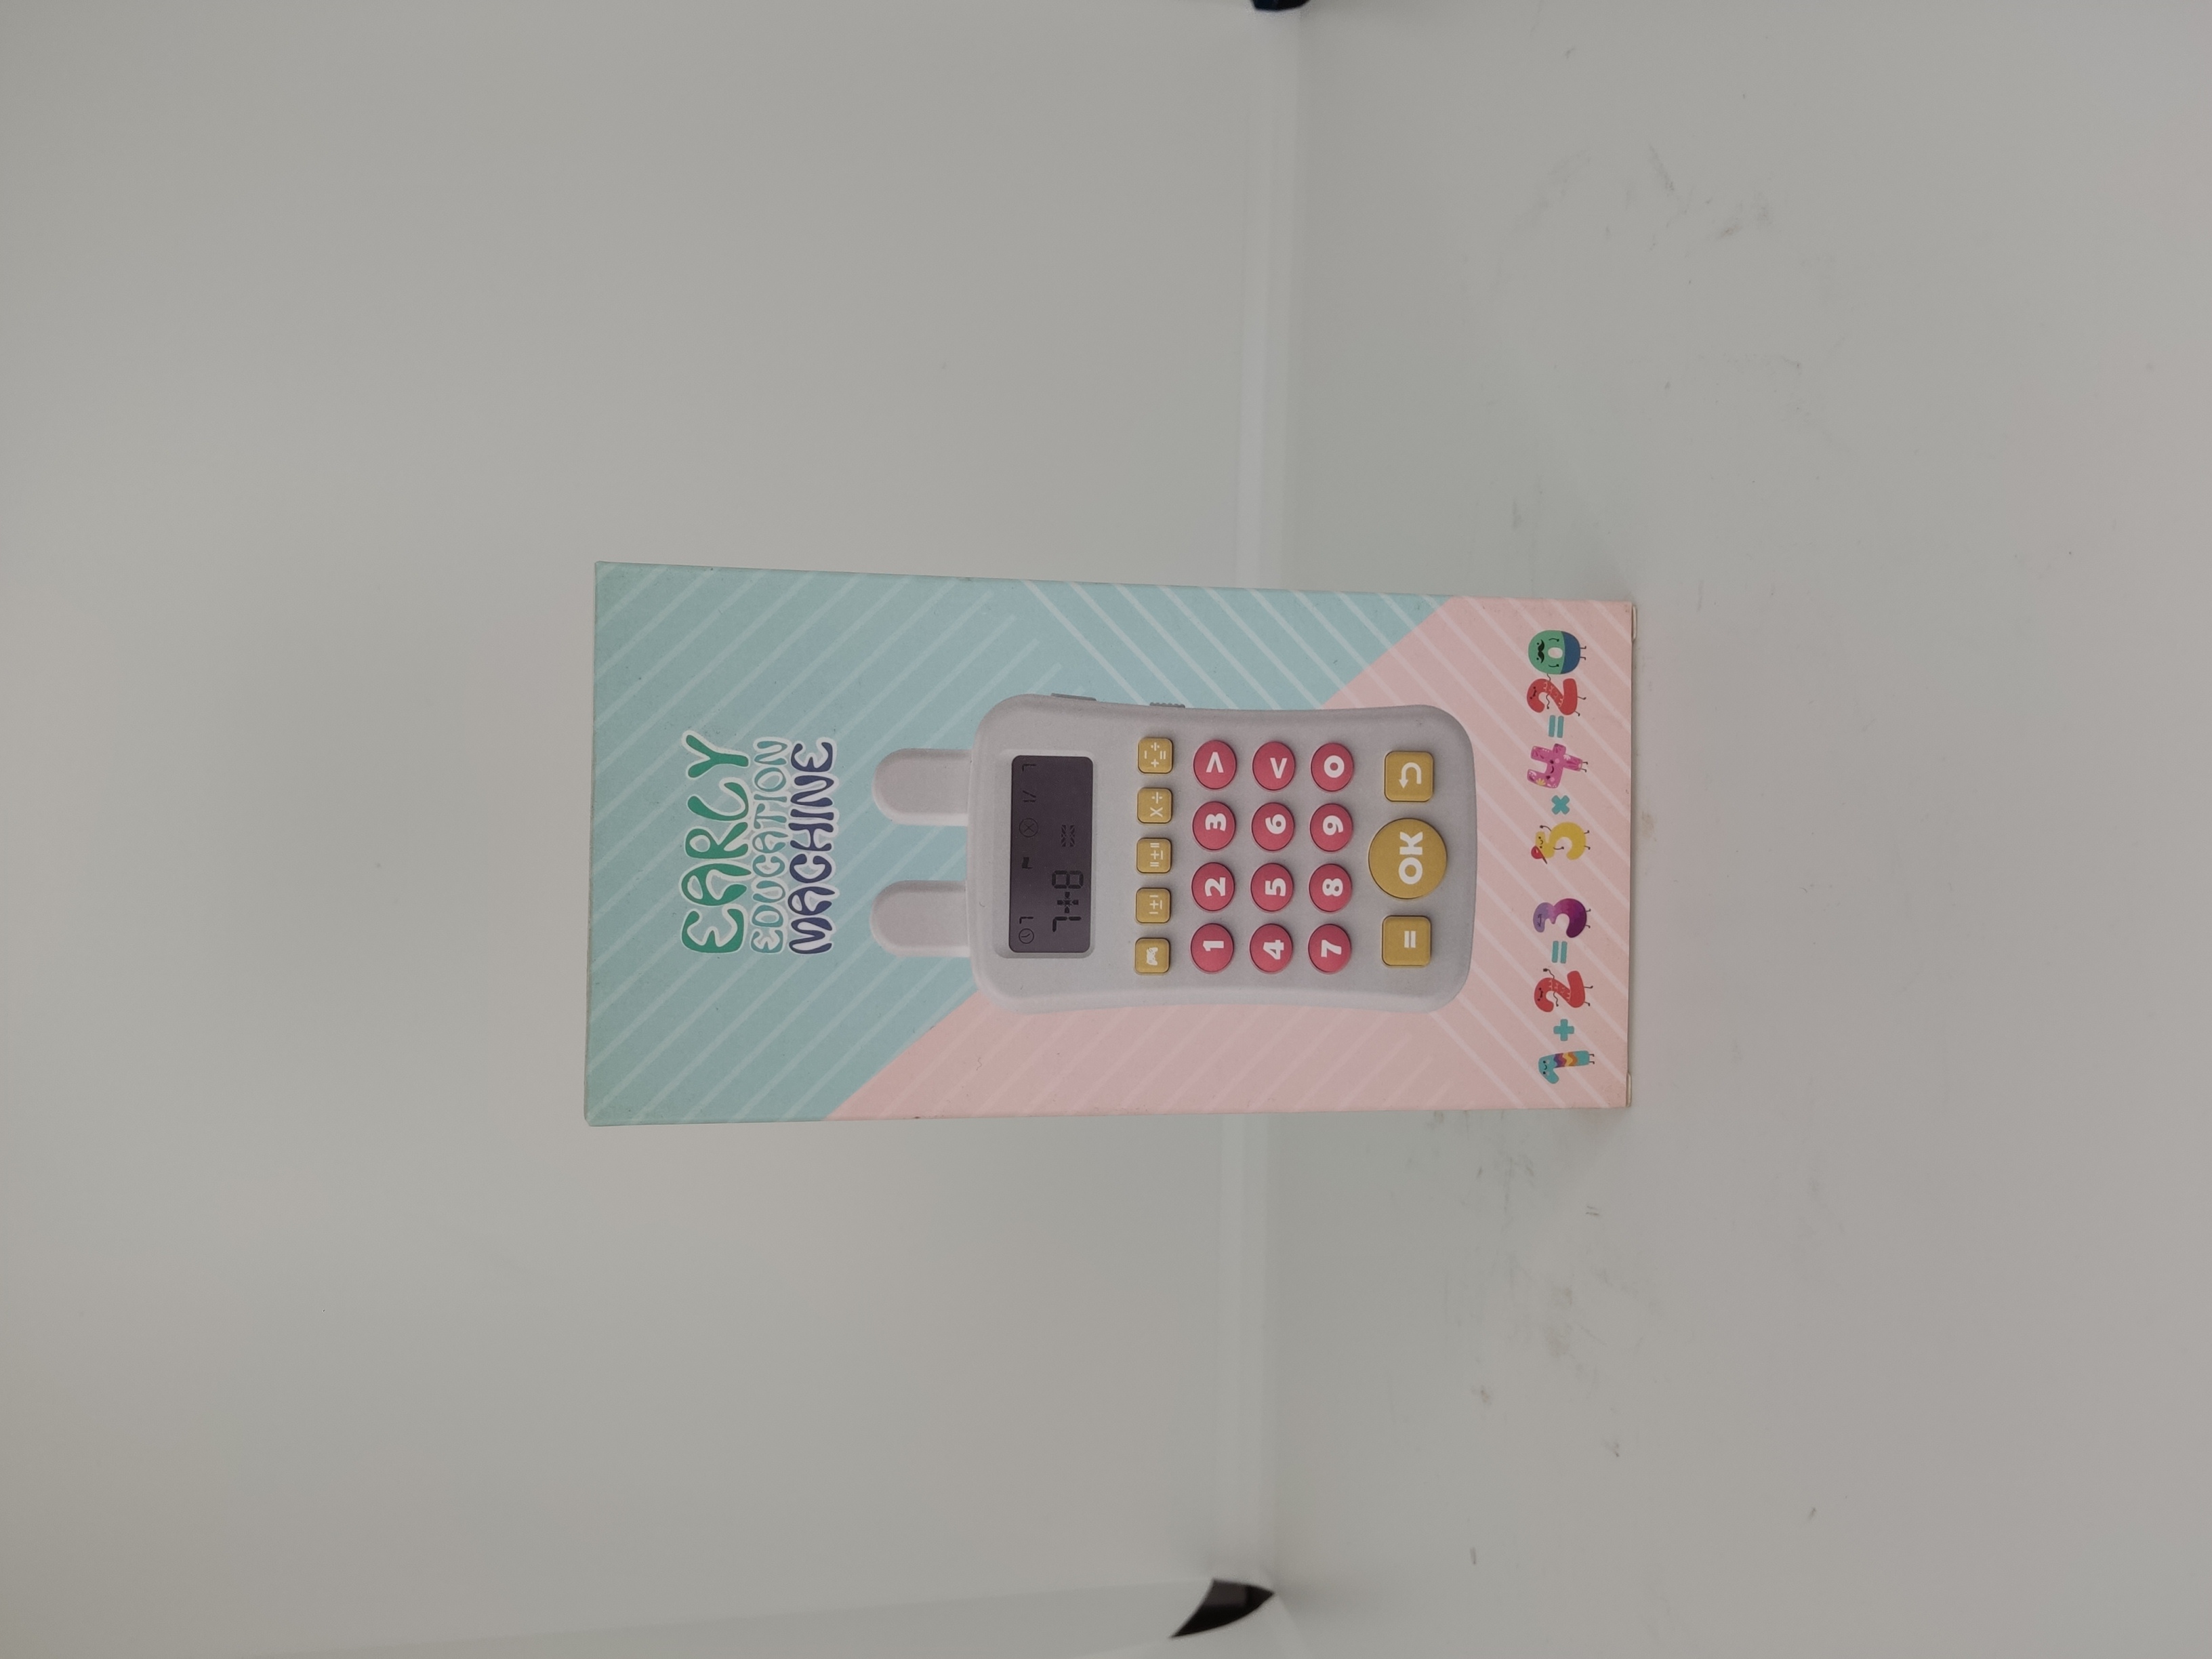 EARLY
EDUCATION
MACHINE
7+8
1 2 3 >
4 5 6 <
7 8 9 0
= OK
1+2=3 5×4=20